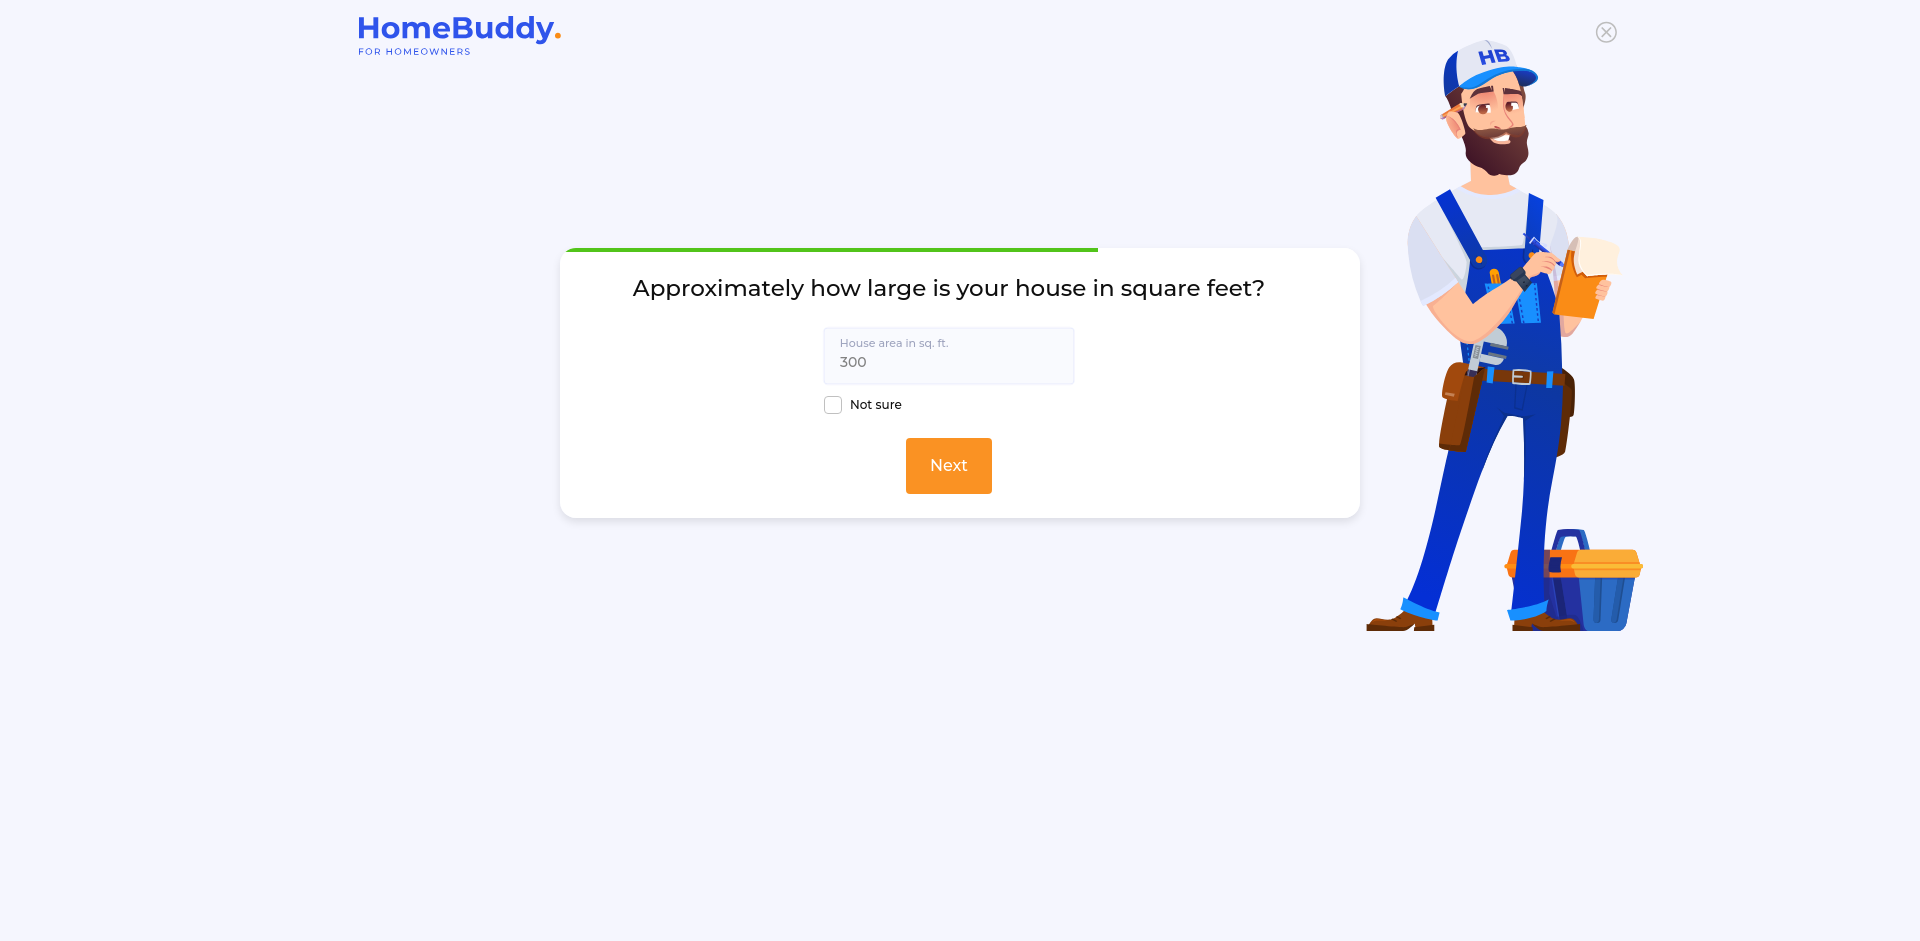 HomeBuddy.
FOR HOMEOWNERS
HB
Approximately how large is your house in square feet?
House area in sq. ft.
300
Not sure
Next